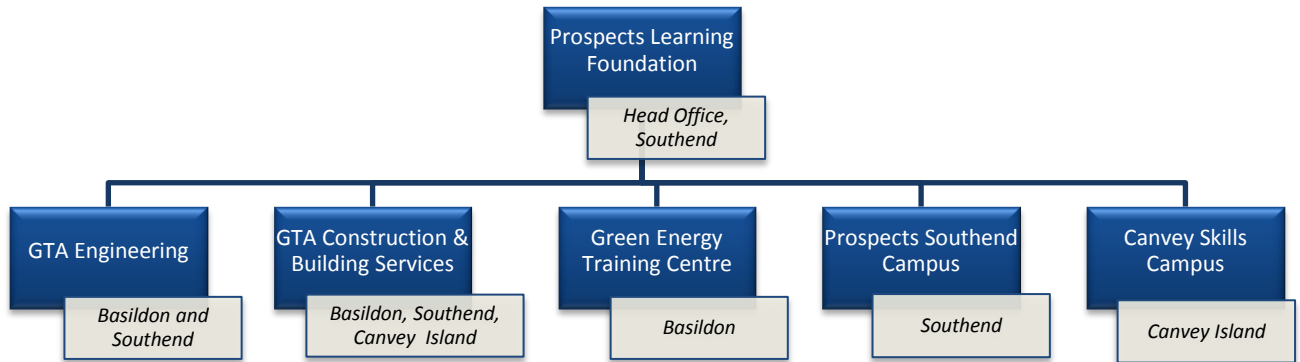 Prospects Learning
Foundation
Head Office,
Southend
GTA Engineering
Basildon and
Southend
GTA Construction &
Building Services
Basildon, Southend,
Canvey Island
Green Energy
Training Centre
Basildon
Prospects Southend
Campus
Southend
Canvey Skills
Campus
Canvey Island